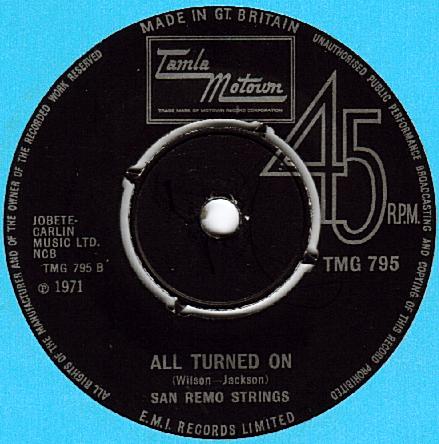 MADE IN GT. BRITAIN
UNAUTHORISED PUBLIC PERFORMANCE BROADCASTING AND COPYING OF THIS RECORD PROHIBITED
ALL RIGHTS OF THE MANUFACTURER AND OF THE OWNER OF THE RECORDED WORK RESERVED
Tamla
Motown
TRADE MARK OF MOTOWN RECORD CORPORATION
45
R.P.M.
JOBETE-
CARLIN
MUSIC LTD.
NCB
TMG 795 B
℗ 1971
TMG 795
ALL TURNED ON
(Wilson—Jackson)
SAN REMO STRINGS
E.M.I. RECORDS LIMITED